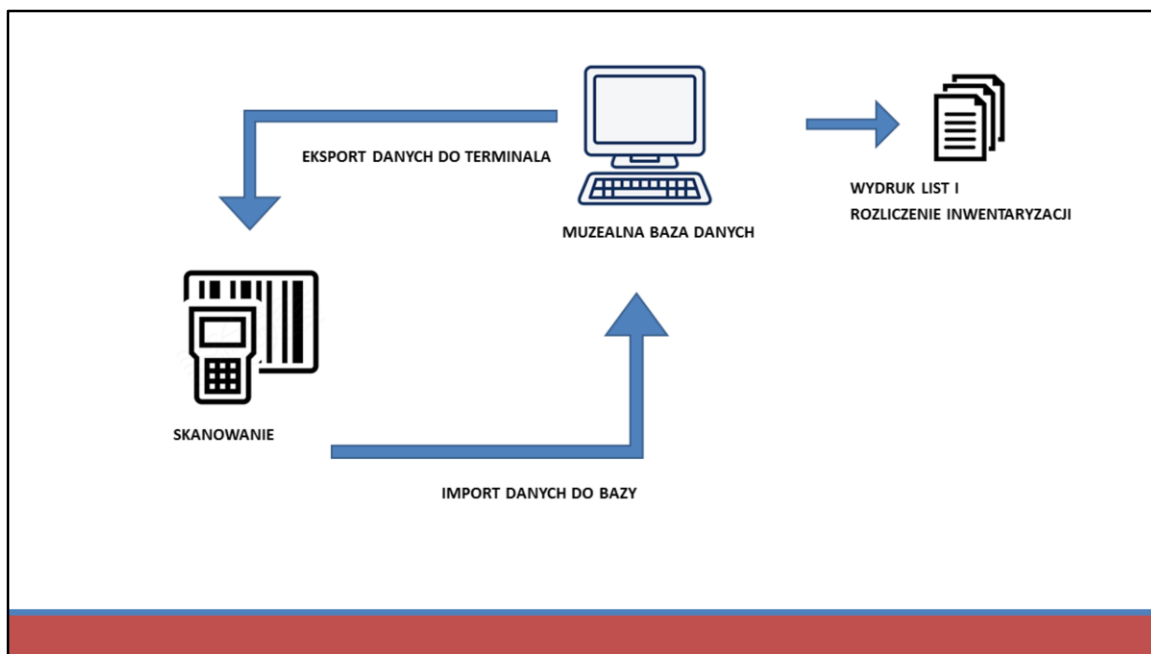 EKSPORT DANYCH DO TERMINALA
MUZEALNA BAZA DANYCH
WYDRUK LIST I
ROZLICZENIE INWENTARYZACJI
SKANOWANIE
IMPORT DANYCH DO BAZY